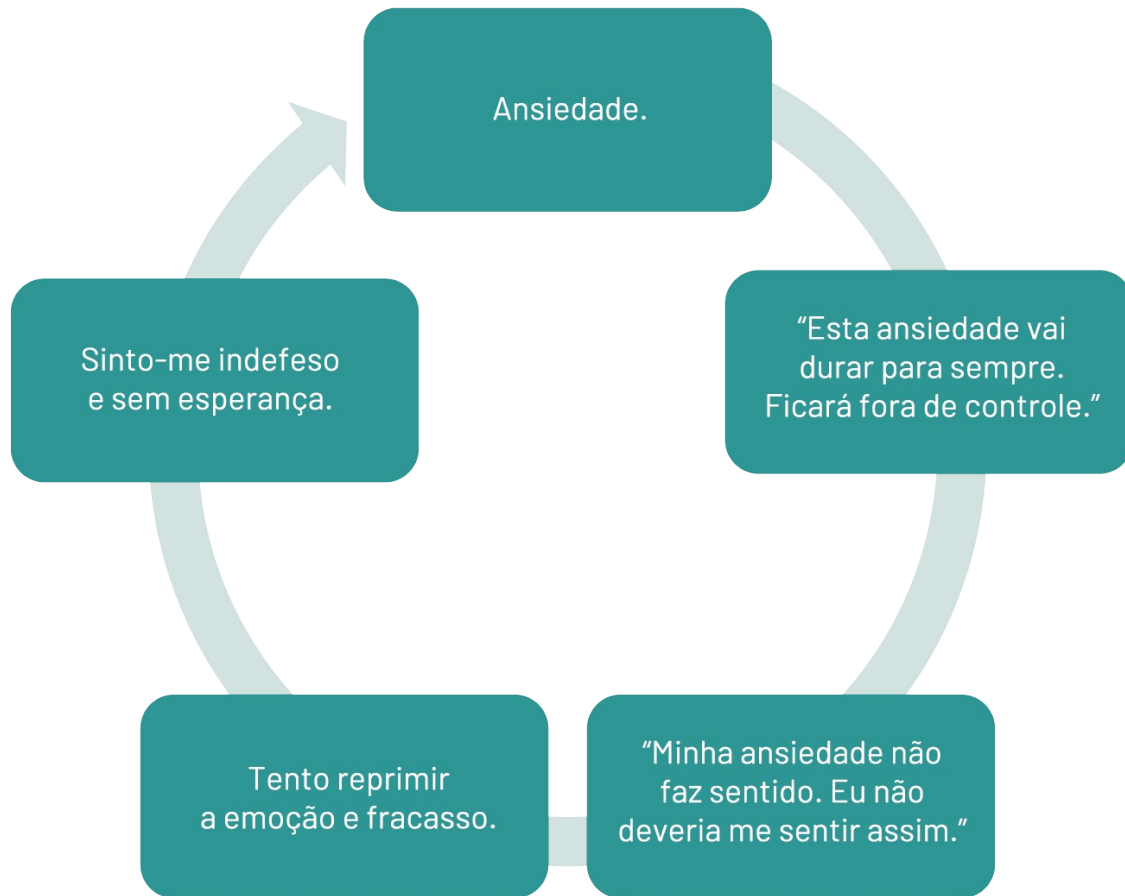 Ansiedade.
“Esta ansiedade vai
durar para sempre.
Ficará fora de controle.”
“Minha ansiedade não
faz sentido. Eu não
deveria me sentir assim.”
Tento reprimir
a emoção e fracasso.
Sinto-me indefeso
e sem esperança.